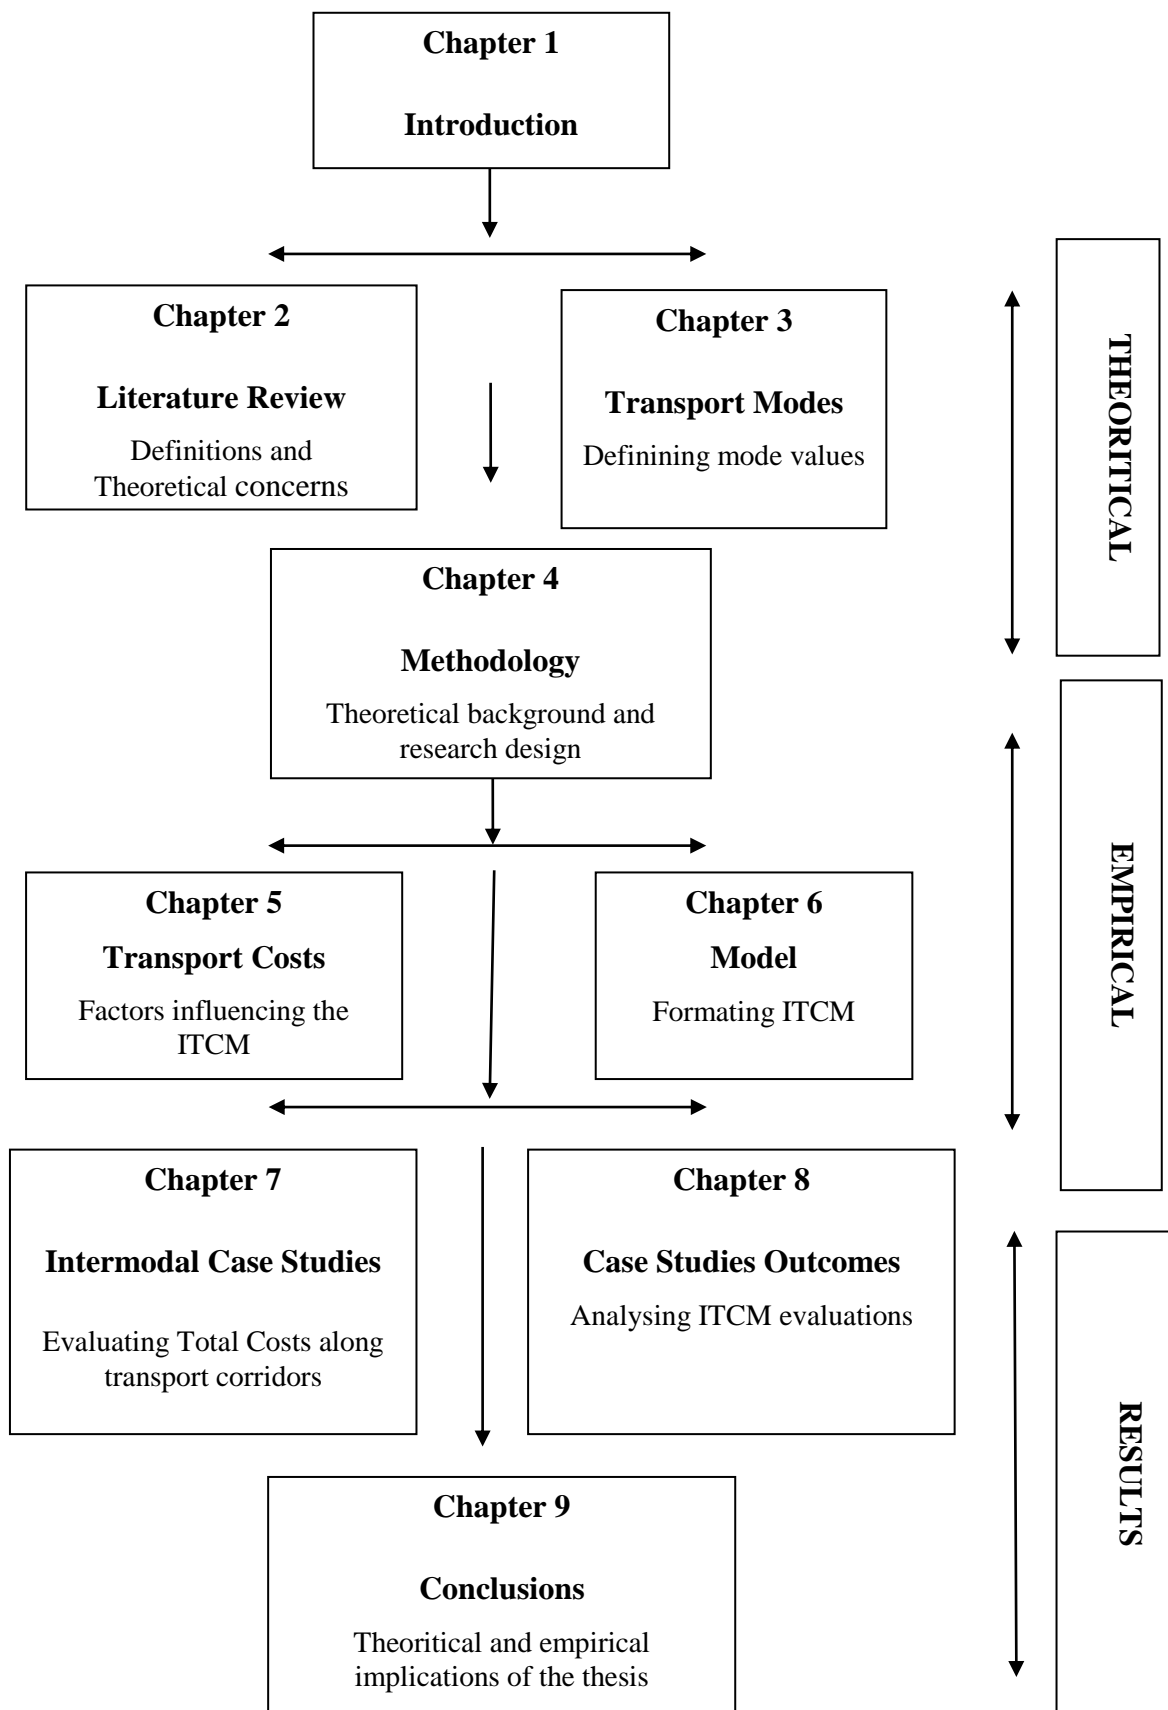 Chapter 1
Introduction
Chapter 2
Literature Review
Definitions and
Theoretical concerns
Chapter 3
Transport Modes
Definining mode values
THEORITICAL
Chapter 4
Methodology
Theoretical background and
research design
Chapter 5
Transport Costs
Factors influencing the
ITCM
Chapter 6
Model
Formating ITCM
EMPIRICAL
Chapter 7
Intermodal Case Studies
Evaluating Total Costs along
transport corridors
Chapter 8
Case Studies Outcomes
Analysing ITCM evaluations
RESULTS
Chapter 9
Conclusions
Theoritical and empirical
implications of the thesis